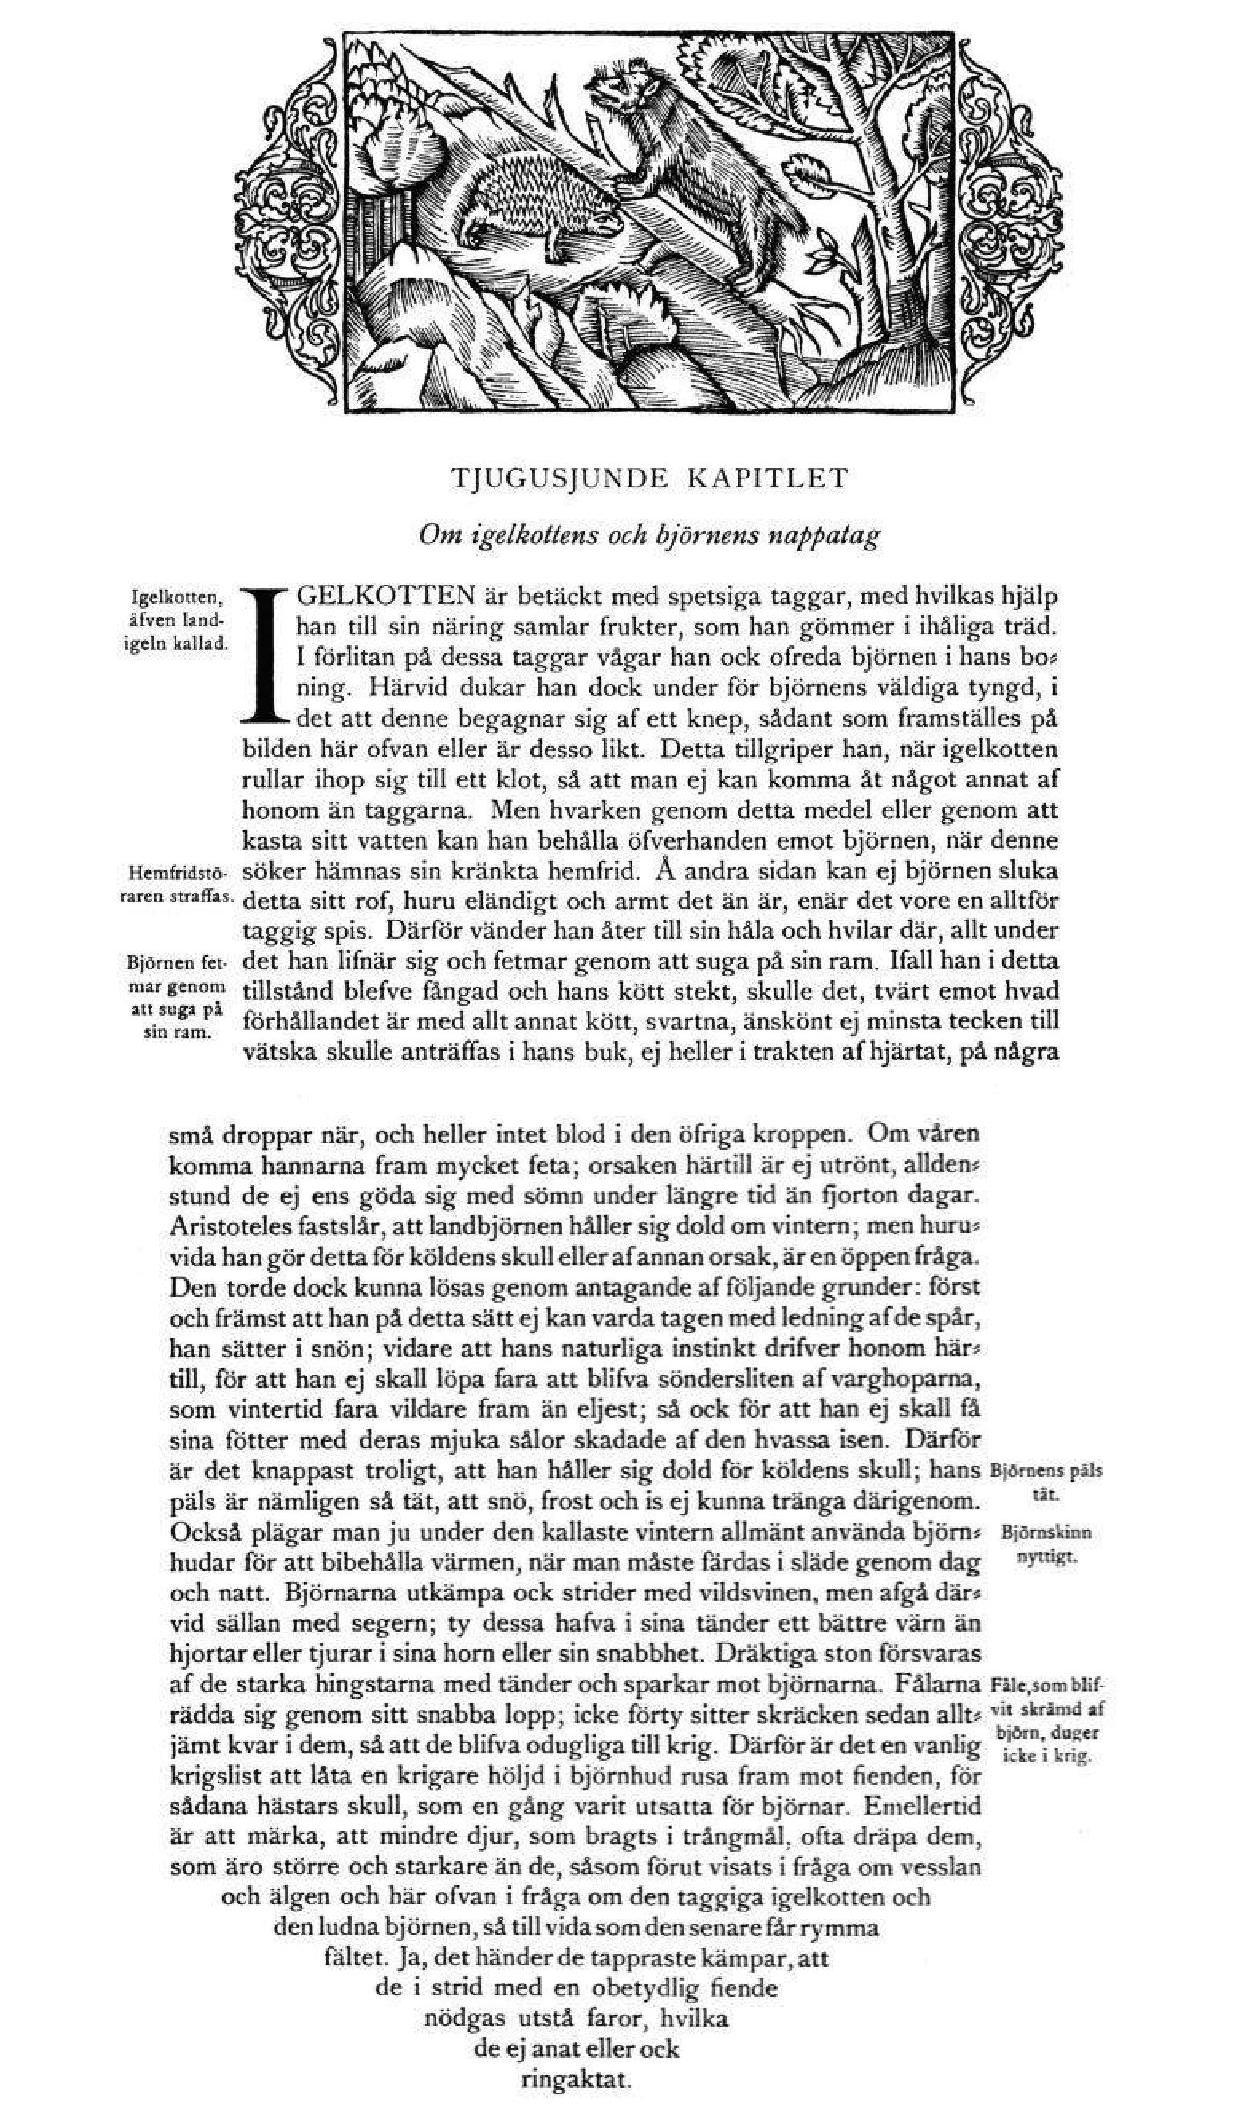 TJUGUSJUNDE KAPITLET
Om igelkottens och björnens nappatag
Igelkotten,
äfven land-
igeln kallad.
IGELKOTTEN är betäckt med spetsiga taggar, med hvilkas hjälp
han till sin näring samlar frukter, som han gömmer i ihåliga träd.
I förlitan på dessa taggar vågar han ock ofreda björnen i hans bo-
ning. Härvid dukar han dock under för björnens väldiga tyngd, i
det att denne begagnar sig af ett knep, sådant som framställes på
bilden här ofvan eller är desso likt. Detta tillgriper han, när igelkotten
rullar ihop sig till ett klot, så att man ej kan komma åt något annat af
honom än taggarna. Men hvarken genom detta medel eller genom att
kasta sitt vatten kan han behålla öfverhanden emot björnen, när denne
Hemfridstö-
raren straffas.
söker hämnas sin kränkta hemfrid. Å andra sidan kan ej björnen sluka
detta sitt rof, huru eländigt och armt det än är, enär det vore en alltför
taggig spis. Därför vänder han åter till sin håla och hvilar där, allt under
Björnen fet-
mar genom
att suga på
sin ram.
det han lifnär sig och fetmar genom att suga på sin ram. Ifall han i detta
tillstånd blefve fångad och hans kött stekt, skulle det, tvärt emot hvad
förhållandet är med allt annat kött, svartna, änskönt ej minsta tecken till
vätska skulle anträffas i hans buk, ej heller i trakten af hjärtat, på några
små droppar när, och heller intet blod i den öfriga kroppen. Om våren
komma hannarna fram mycket feta; orsaken härtill är ej utrönt, allden-
stund de ej ens göda sig med sömn under längre tid än fjorton dagar.
Aristoteles fastslår, att landbjörnen håller sig dold om vintern; men huru-
vida han gör detta för köldens skull eller af annan orsak, är en öppen fråga.
Den torde dock kunna lösas genom antagande af följande grunder: först
och främst att han på detta sätt ej kan varda tagen med ledning af de spår,
han sätter i snön; vidare att hans naturliga instinkt drifver honom här-
till, för att han ej skall löpa fara att blifva söndersliten af varghoparna,
som vintertid fara vildare fram än eljest; så ock för att han ej skall få
sina fötter med deras mjuka sålor skadade af den hvassa isen. Därför
är det knappast troligt, att han håller sig dold för köldens skull; hans
päls är nämligen så tät, att snö, frost och is ej kunna tränga därigenom.
Björnens päls
tät.
Också plägar man ju under den kallaste vintern allmänt använda björn-
hudar för att bibehålla värmen, när man måste färdas i släde genom dag
Björnskinn
nyttigt.
och natt. Björnarna utkämpa ock strider med vildsvinen, men afgå där-
vid sällan med segern; ty dessa hafva i sina tänder ett bättre värn än
hjortar eller tjurar i sina horn eller sin snabbhet. Dräktiga ston försvaras
af de starka hingstarna med tänder och sparkar mot björnarna. Fålarna
rädda sig genom sitt snabba lopp; icke förty sitter skräcken sedan allt-
jämt kvar i dem, så att de blifva odugliga till krig. Därför är det en vanlig
Fåle, som blif-
vit skrämd af
björn, duger
icke i krig.
krigslist att låta en krigare höljd i björnhud rusa fram mot fienden, för
sådana hästars skull, som en gång varit utsatta för björnar. Emellertid
är att märka, att mindre djur, som bragts i trångmål, ofta dräpa dem,
som äro större och starkare än de, såsom förut visats i fråga om vesslan
och älgen och här ofvan i fråga om den taggiga igelkotten och
den ludna björnen, så till vida som den senare får rymma
fältet. Ja, det händer de tappraste kämpar, att
de i strid med en obetydlig fiende
nödgas utstå faror, hvilka
de ej anat eller ock
ringaktat.